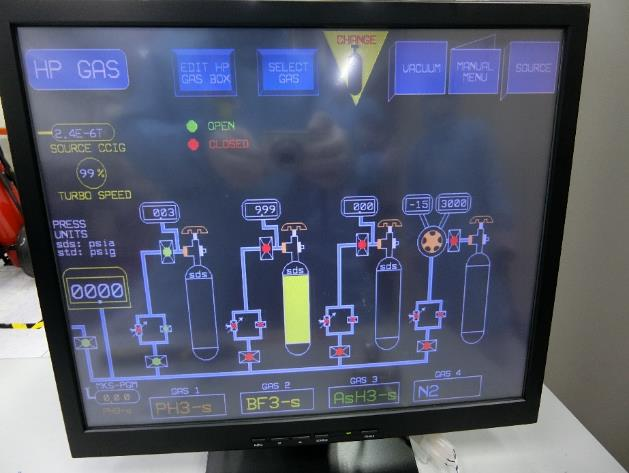 HP GAS
EDIT HP
GAS BOX
SELECT
GAS
CHANGE
VACUUM
MANUAL
MENU
SOURCE
2.4E-6T
SOURCE CCIG
OPEN
CLOSED
99%
TURBO SPEED
PRESS
UNITS
sds: psia
std: psig
003
999
000
-15
3000
sds
sds
sds
0000
MKS-PGM
0.0
PH3-s
GAS 1
PH3-s
GAS 2
BF3-s
GAS 3
AsH3-s
GAS 4
N2